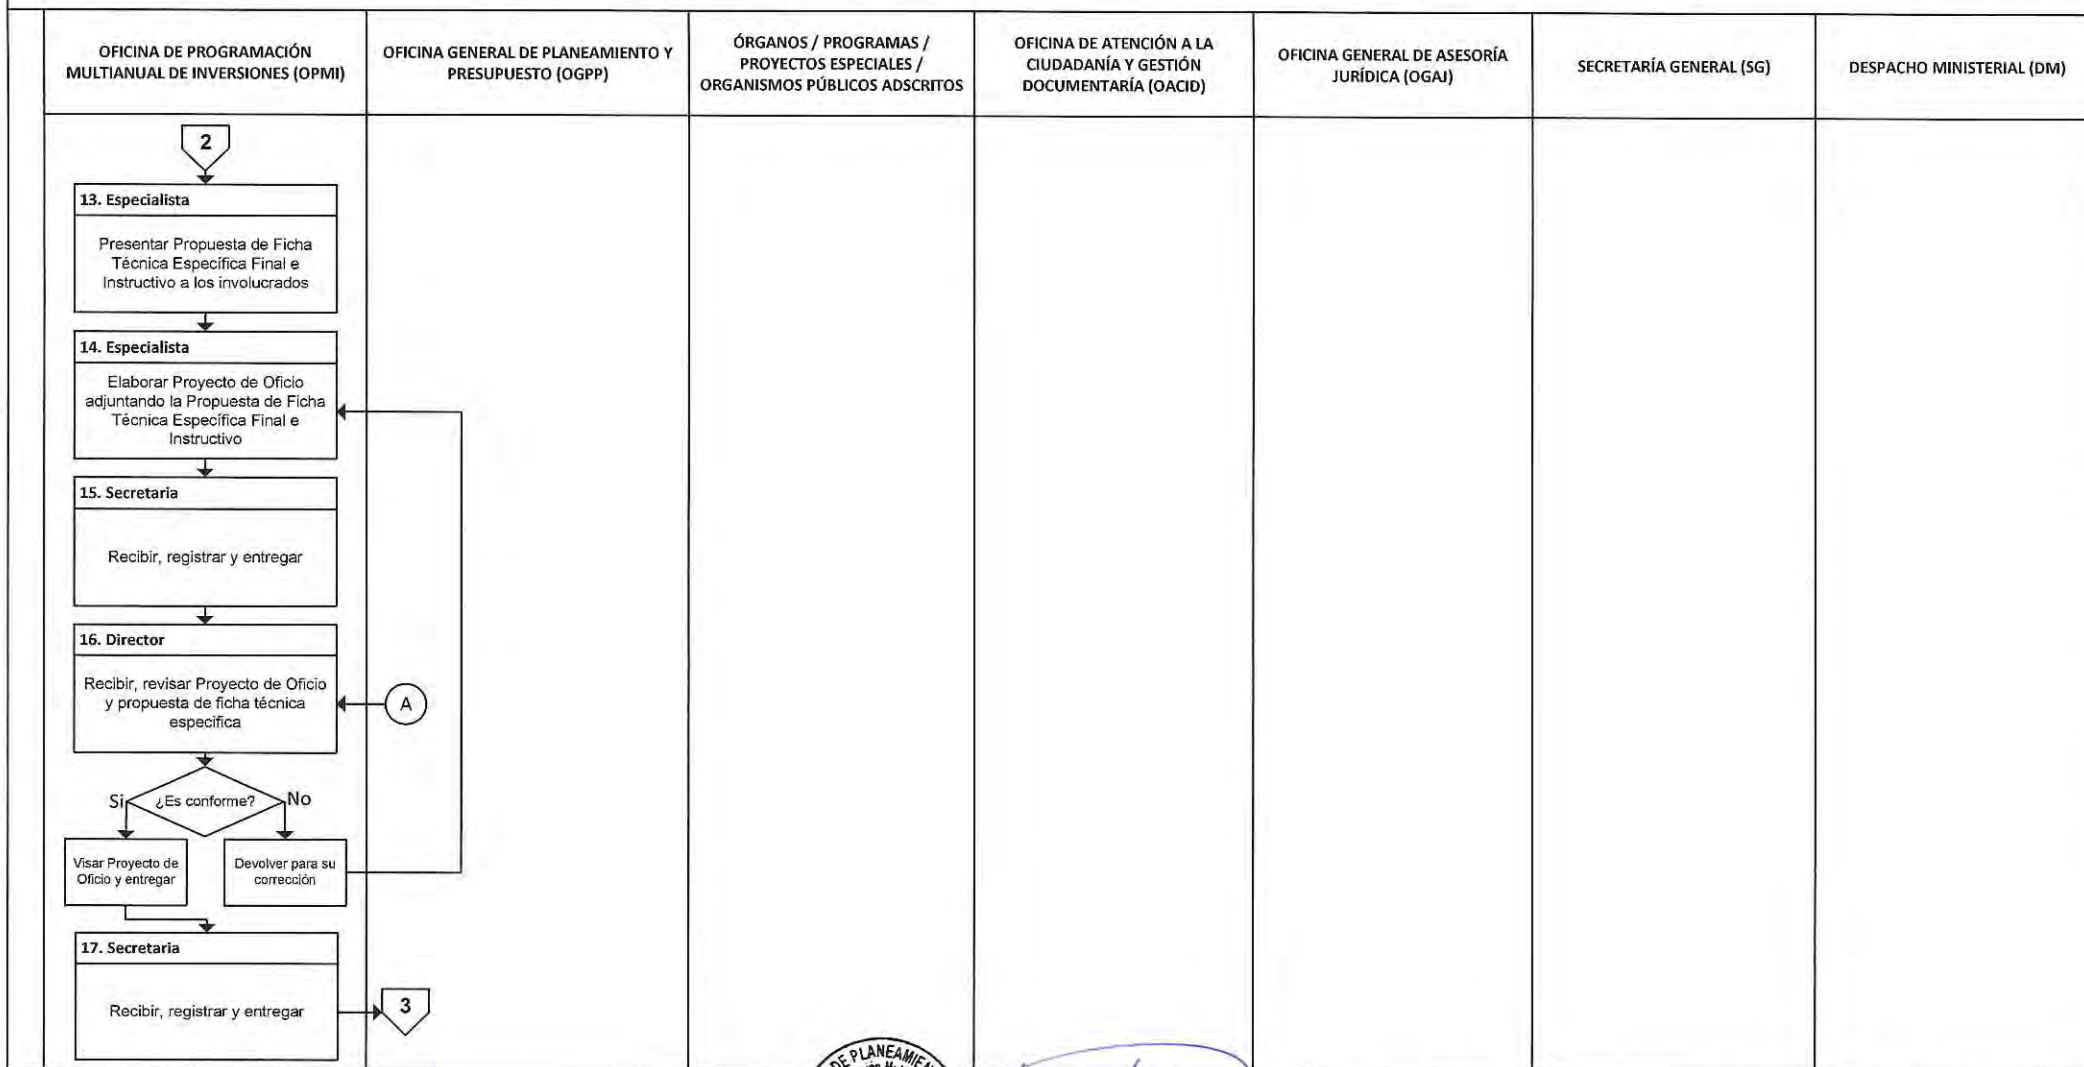 OFICINA DE PROGRAMACIÓN
MULTIANUAL DE INVERSIONES (OPMI)
OFICINA GENERAL DE PLANEAMIENTO Y
PRESUPUESTO (OGPP)
ÓRGANOS / PROGRAMAS /
PROYECTOS ESPECIALES /
ORGANISMOS PÚBLICOS ADSCRITOS
OFICINA DE ATENCIÓN A LA
CIUDADANÍA Y GESTIÓN
DOCUMENTARÍA (OACID)
OFICINA GENERAL DE ASESORÍA
JURÍDICA (OGAJ)
SECRETARÍA GENERAL (SG)
DESPACHO MINISTERIAL (DM)
2
13. Especialista
Presentar Propuesta de Ficha
Técnica Específica Final e
Instructivo a los involucrados
14. Especialista
Elaborar Proyecto de Oficio
adjuntando la Propuesta de Ficha
Técnica Específica Final e
Instructivo
15. Secretaria
Recibir, registrar y entregar
16. Director
Recibir, revisar Proyecto de Oficio
y propuesta de ficha técnica
especifica
A
Si
¿Es conforme?
No
Visar Proyecto de
Oficio y entregar
Devolver para su
corrección
17. Secretaria
Recibir, registrar y entregar
3
DE PLANEAMIEN